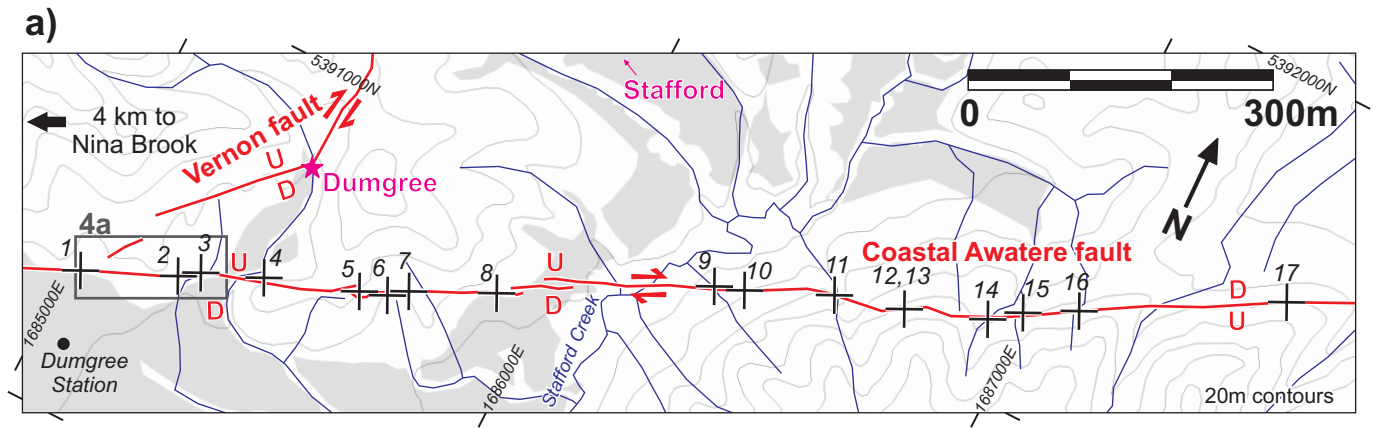 a)
5391000N
5392000N
Stafford
0
300m
4 km to
Nina Brook
Vernon fault
U
D
Dumgree
N
4a
1
2
3
U
D
4
5
6
7
8
U
D
9
10
Coastal Awatere fault
11
12,13
14
15
16
D
U
17
1685000E
Dumgree
Station
1686000E
Stafford Creek
1687000E
20m contours